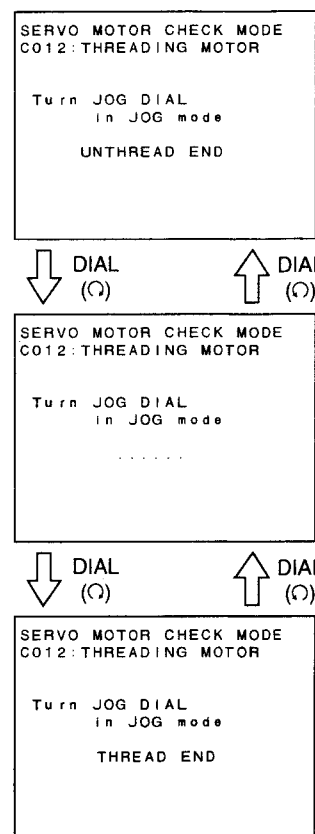 SERVO MOTOR CHECK MODE
C012:THREADING MOTOR
Turn JOG DIAL
in JOG mode
UNTHREAD END
DIAL
(↻)
DIAL
(↻)
SERVO MOTOR CHECK MODE
C012:THREADING MOTOR
Turn JOG DIAL
in JOG mode
......
DIAL
(↻)
DIAL
(↻)
SERVO MOTOR CHECK MODE
C012:THREADING MOTOR
Turn JOG DIAL
in JOG mode
THREAD END